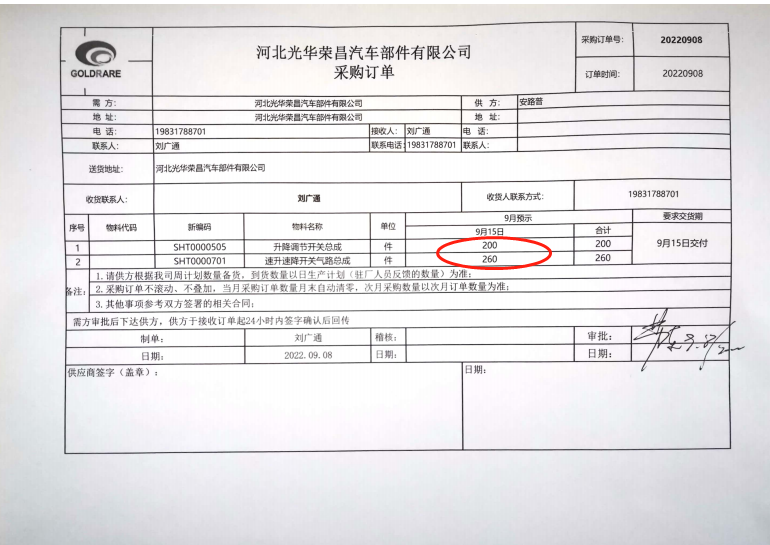 GOLDRARE
河北光华荣昌汽车部件有限公司
采购订单
采购订单号: 20220908
订单时间: 20220908
需 方: 河北光华荣昌汽车部件有限公司 供 方: 安路普
地 址: 河北光华荣昌汽车部件有限公司 地 址:
电 话: 19831788701 接收人: 刘广通 电 话:
联系人: 刘广通 联系电话: 19831788701 联系人:
送货地址: 河北光华荣昌汽车部件有限公司
收货联系人: 刘广通 收货人联系方式: 19831788701
序号 物料代码 新编码 物料名称 单位 9月预示 要求交货期
9月15日 合计
1 SHT0000505 升降调节开关总成 件 200 200 9月15日交付
2 SHT0000701 速升速降开关气路总成 件 260 260
备注:
1.请供方根据我司周计划数量备货，到货数量以日生产计划（驻厂人员反馈的数量）为准;
2.采购订单不滚动、不叠加，当月采购订单数量月末自动清零，次月采购数量以次月订单数量为准;
3.其他事项参考双方签署的相关合同;
需方审批后下达供方，供方于接收订单起24小时内签字确认后回传
制单: 刘广通 稽核: 审批:
日期: 2022.09.08 日期: 日期:
供应商签字（盖章）: 日期: